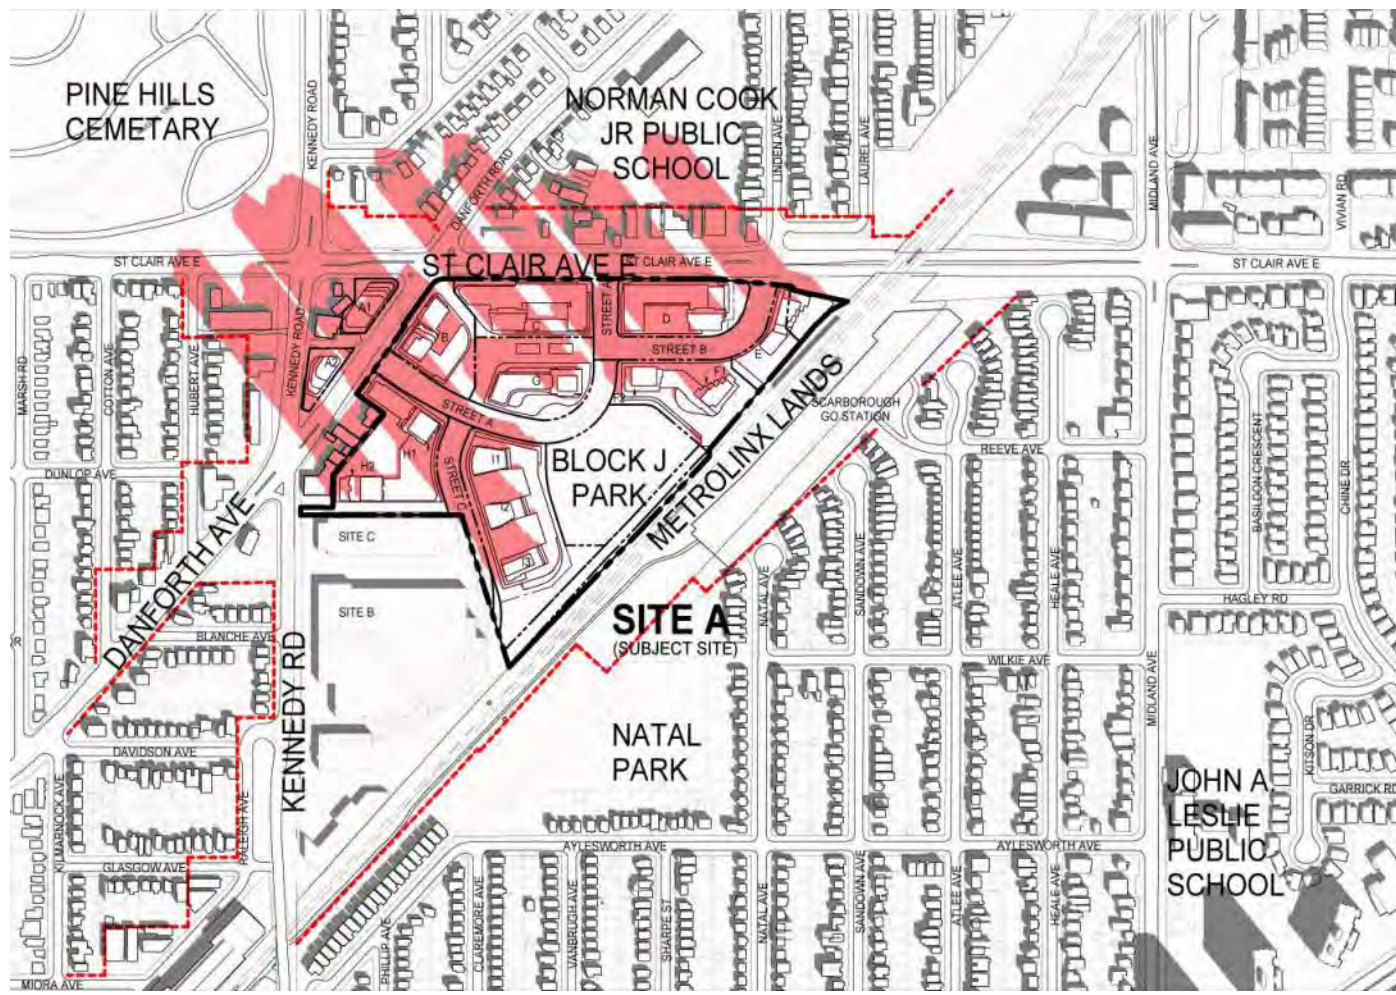 PINE HILLS
CEMETARY
KENNEDY ROAD
NORMAN COOK
JR PUBLIC
SCHOOL
DANFORTH ROAD
LINDEN AVE
LAUREL AVE
MIDLAND AVE
VIVIAN RD
ST CLAIR AVE E
ST CLAIR AVE E
ST CLAIR AVE E
ST CLAIR AVE E
MARSH RD
COTTON AVE
HUBERT AVE
KENNEDY ROAD
A1
A2
B
C
D
E
F1
F2
G
STREET A
STREET B
STREET A
STREET C
H1
H2
I1
I2
I3
BLOCK J
PARK
METROLINX LANDS
SCARBOROUGH
GO STATION
REEVE AVE
BASILDON CRESCENT
CHINE DR
DUNLOP AVE
DANFORTH AVE
SITE C
SITE B
SITE A
(SUBJECT SITE)
NATAL AVE
SANDOWN AVE
ATLEE AVE
HEALE AVE
HAGLEY RD
BLANCHE AVE
KENNEDY RD
WILKIE AVE
MIDLAND AVE
KITSON DR
NATAL
PARK
DAVIDSON AVE
KILMARNOCK AVE
RALEIGH AVE
GLASGOW AVE
JOHN A.
LESLIE
PUBLIC
SCHOOL
GARRICK RD
AYLESWORTH AVE
AYLESWORTH AVE
PHILLIP AVE
CLAREMORE AVE
VANBRUGH AVE
SHARPE ST
NATAL AVE
SANDOWN AVE
ATLEE AVE
HEALE AVE
MIORA AVE